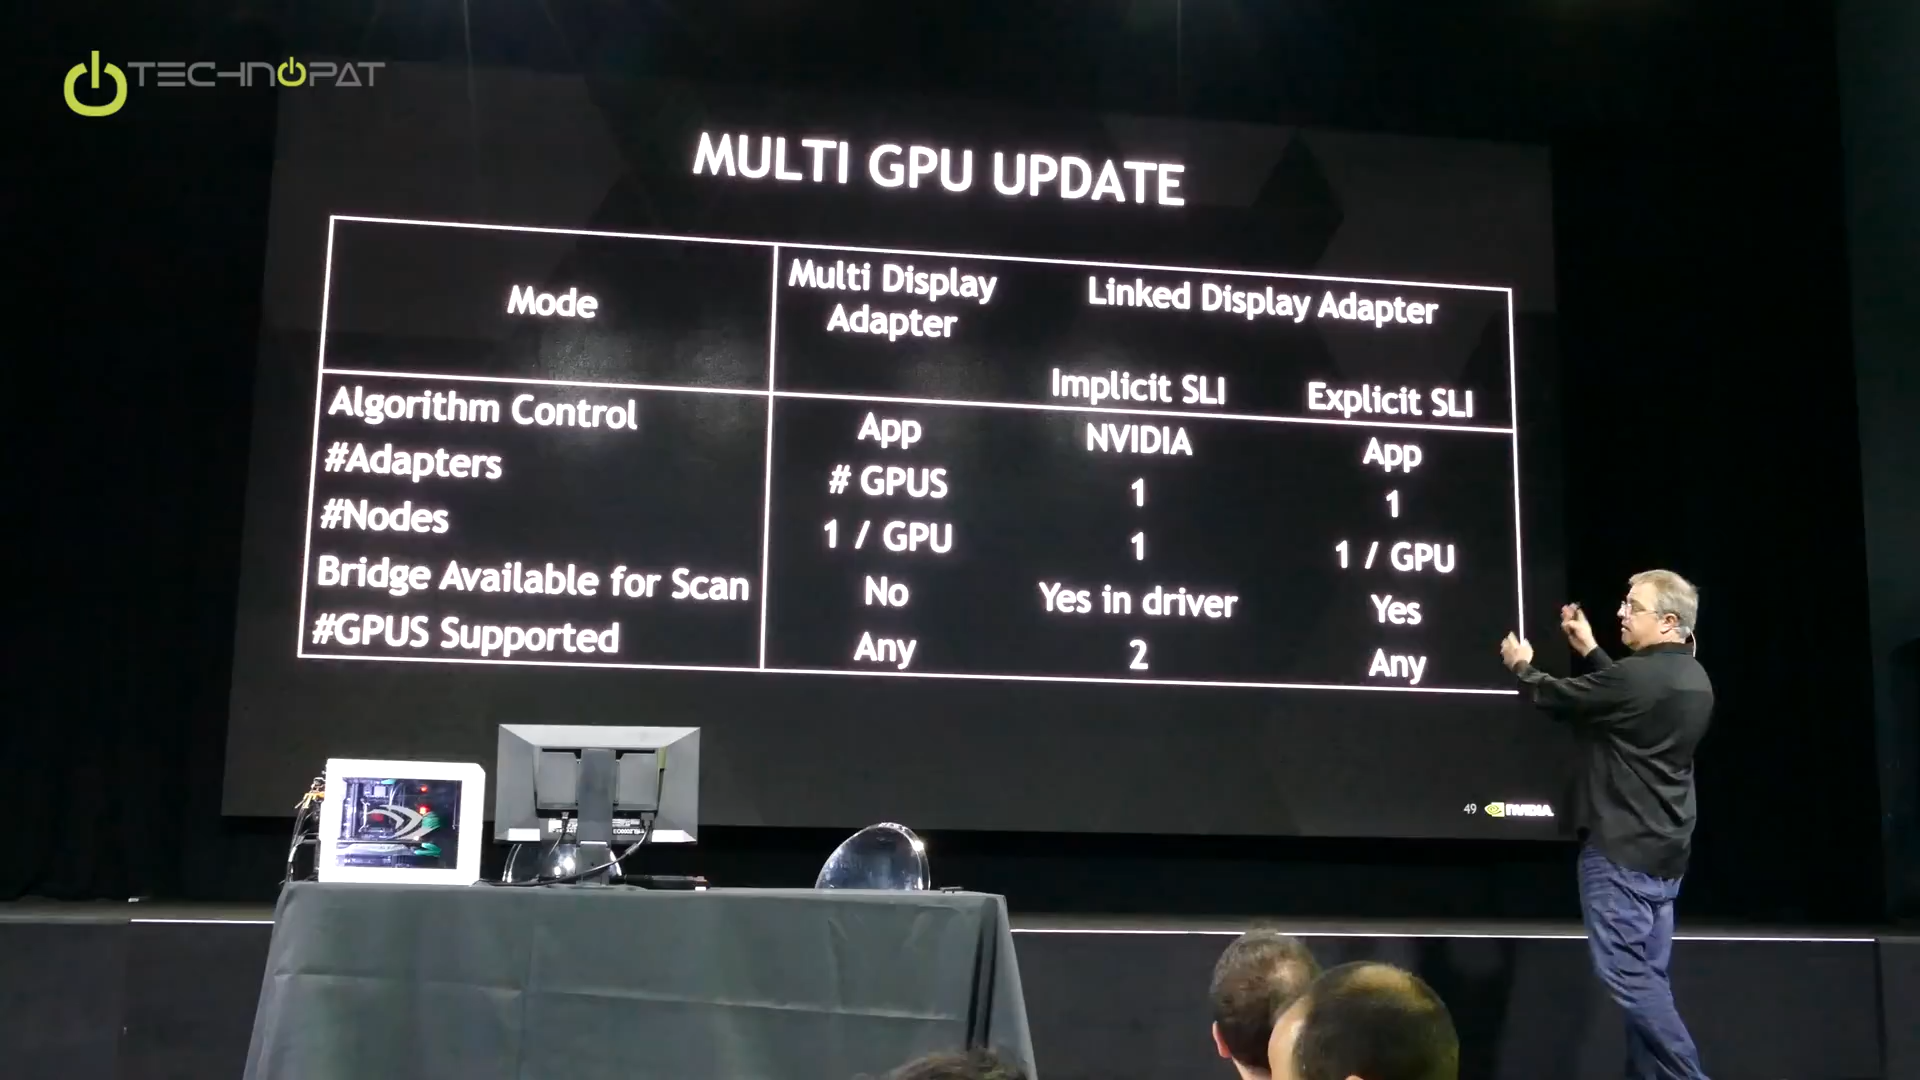 TECHNOPAT
MULTI GPU UPDATE
Mode
Multi Display
Adapter
Linked Display Adapter
Implicit SLI
Explicit SLI
Algorithm Control App NVIDIA App
#Adapters # GPUS 1 1
#Nodes 1 / GPU 1 1 / GPU
Bridge Available for Scan No Yes in driver Yes
#GPUS Supported Any 2 Any
49 NVIDIA